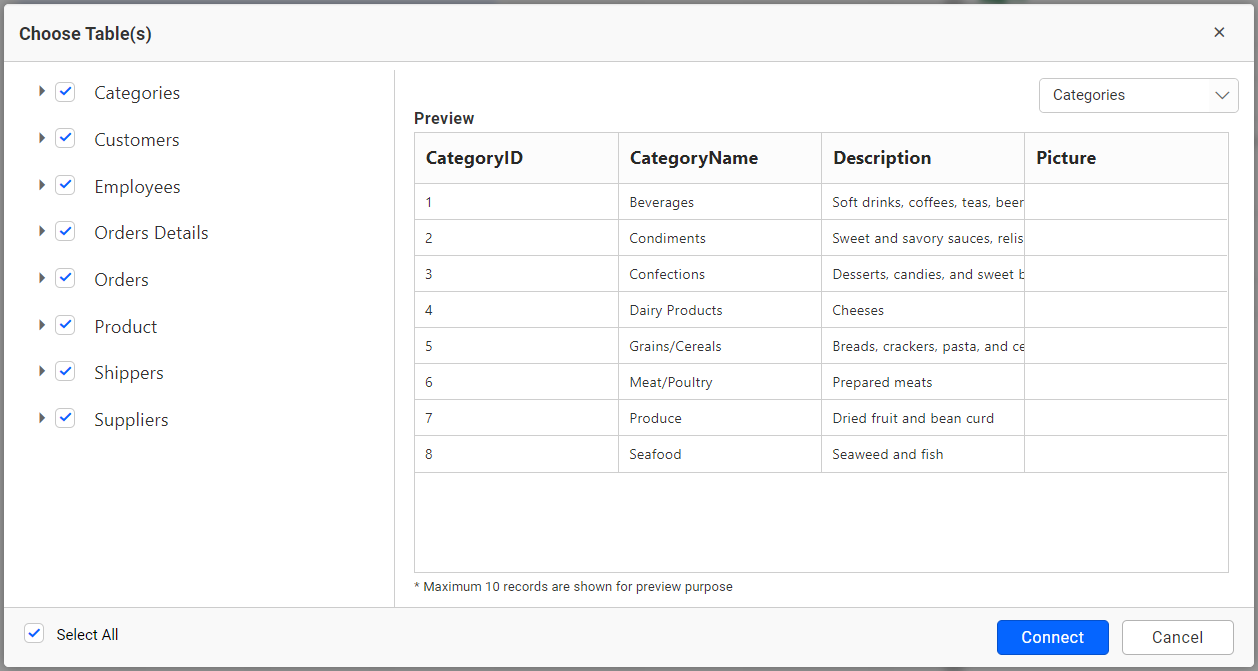 Choose Table(s)
Categories
Customers
Employees
Orders Details
Orders
Product
Shippers
Suppliers
Categories
Preview
CategoryID CategoryName Description Picture
1 Beverages Soft drinks, coffees, teas, beer
2 Condiments Sweet and savory sauces, relis
3 Confections Desserts, candies, and sweet b
4 Dairy Products Cheeses
5 Grains/Cereals Breads, crackers, pasta, and ce
6 Meat/Poultry Prepared meats
7 Produce Dried fruit and bean curd
8 Seafood Seaweed and fish
* Maximum 10 records are shown for preview purpose
Select All
Connect Cancel